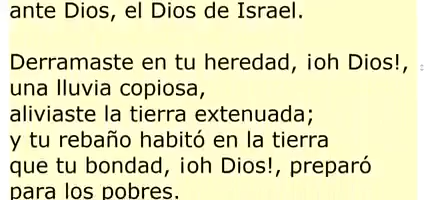 ante Dios, el Dios de Israel.
Derramaste en tu heredad, ¡oh Dios!,
una lluvia copiosa,
aliviaste la tierra extenuada;
y tu rebaño habitó en la tierra
que tu bondad, ¡oh Dios!, preparó
para los pobres.